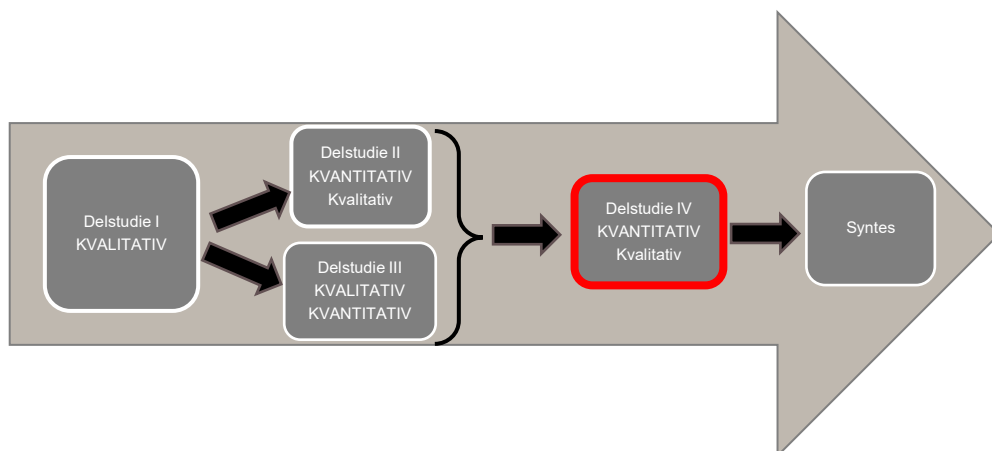 Delstudie I
KVALITATIV
Delstudie II
KVANTITATIV
Kvalitativ
Delstudie III
KVALITATIV
KVANTITATIV
Delstudie IV
KVANTITATIV
Kvalitativ
Syntes